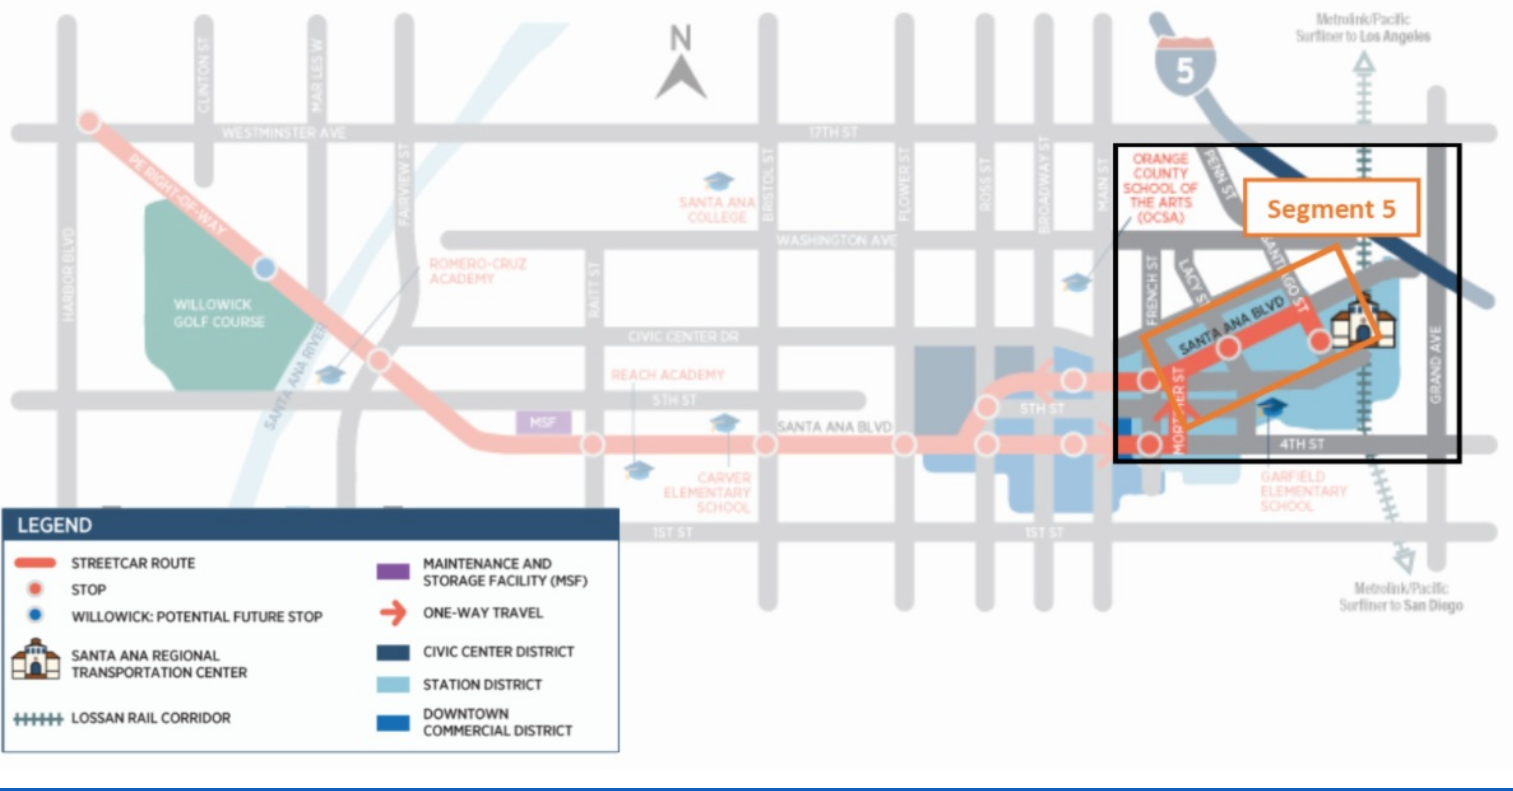 Metrolink/Pacific
Surfliner to Los Angeles
N
5
CLINTON ST
MAR LES W
WESTMINSTER AVE
17TH ST
PE RIGHT-OF-WAY
FAIRVIEW ST
SANTA ANA
COLLEGE
BRISTOL ST
FLOWER ST
ROSS ST
BROADWAY ST
MAIN ST
ORANGE
COUNTY
SCHOOL OF
THE ARTS
(OCSA)
PENN ST
Segment 5
HARBOR BLVD
WASHINGTON AVE
ROMERO-CRUZ
ACADEMY
RAITT ST
FRENCH ST
LACY ST
SANTIAGO ST
WILLOWICK
GOLF COURSE
SANTA ANA RIVER
CIVIC CENTER DR
SANTA ANA BLVD
GRAND AVE
REACH ACADEMY
5TH ST
5TH ST
MSF
SANTA ANA BLVD
MORTIMER ST
4TH ST
CARVER
ELEMENTARY
SCHOOL
GARFIELD
ELEMENTARY
SCHOOL
1ST ST
1ST ST
Metrolink/Pacific
Surfliner to San Diego
LEGEND
STREETCAR ROUTE
STOP
WILLOWICK: POTENTIAL FUTURE STOP
SANTA ANA REGIONAL
TRANSPORTATION CENTER
LOSSAN RAIL CORRIDOR
MAINTENANCE AND
STORAGE FACILITY (MSF)
ONE-WAY TRAVEL
CIVIC CENTER DISTRICT
STATION DISTRICT
DOWNTOWN
COMMERCIAL DISTRICT